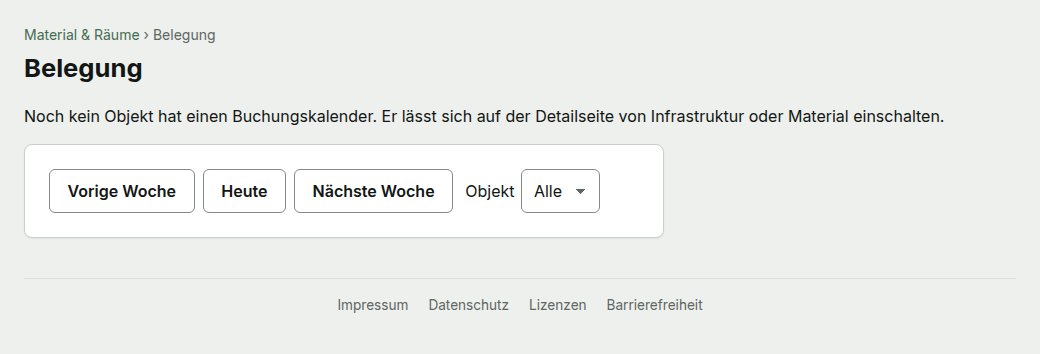 Material & Räume › Belegung
Belegung
Noch kein Objekt hat einen Buchungskalender. Er lässt sich auf der Detailseite von Infrastruktur oder Material einschalten.
Vorige Woche Heute Nächste Woche Objekt Alle
Impressum Datenschutz Lizenzen Barrierefreiheit